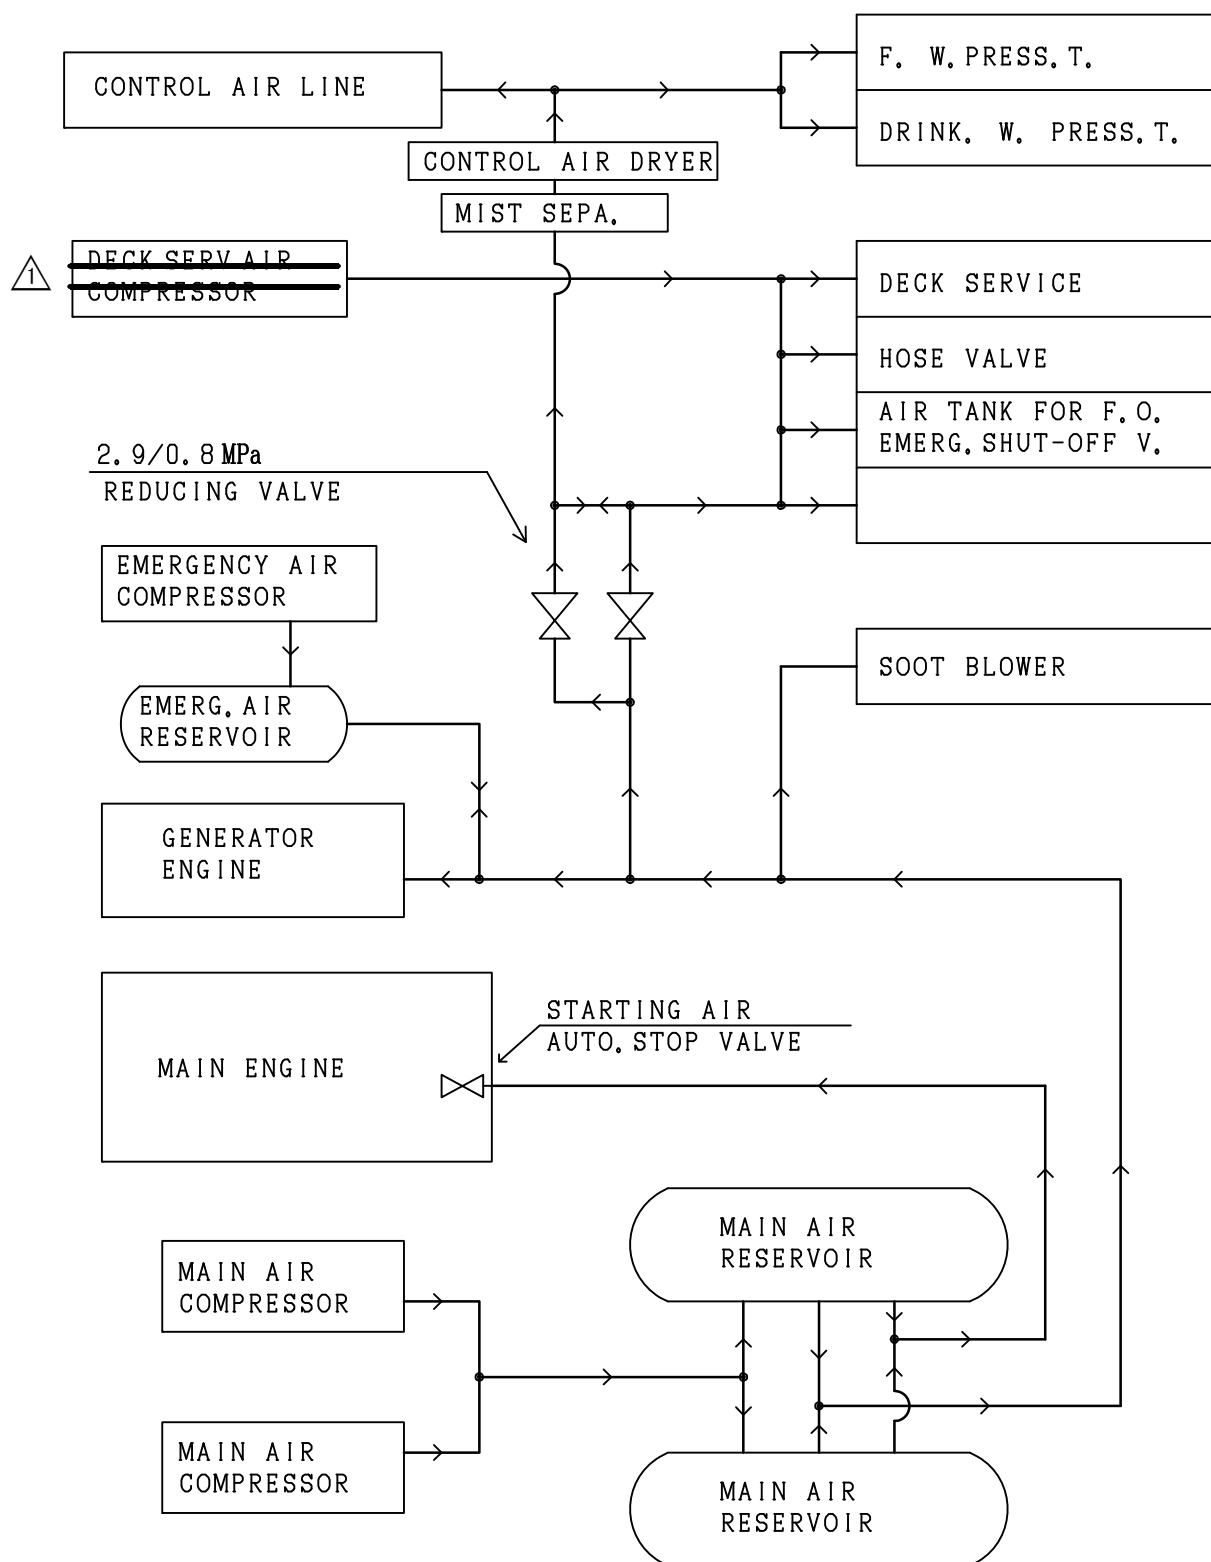 F. W. PRESS. T.
CONTROL AIR LINE
DRINK. W. PRESS. T.
CONTROL AIR DRYER
MIST SEPA.
1
DECK SERV AIR
COMPRESSOR
DECK SERVICE
HOSE VALVE
AIR TANK FOR F.O.
EMERG. SHUT-OFF V.
2.9/0.8 MPa
REDUCING VALVE
EMERGENCY AIR
COMPRESSOR
SOOT BLOWER
EMERG. AIR
RESERVOIR
GENERATOR
ENGINE
STARTING AIR
AUTO. STOP VALVE
MAIN ENGINE
MAIN AIR
RESERVOIR
MAIN AIR
COMPRESSOR
MAIN AIR
COMPRESSOR
MAIN AIR
RESERVOIR